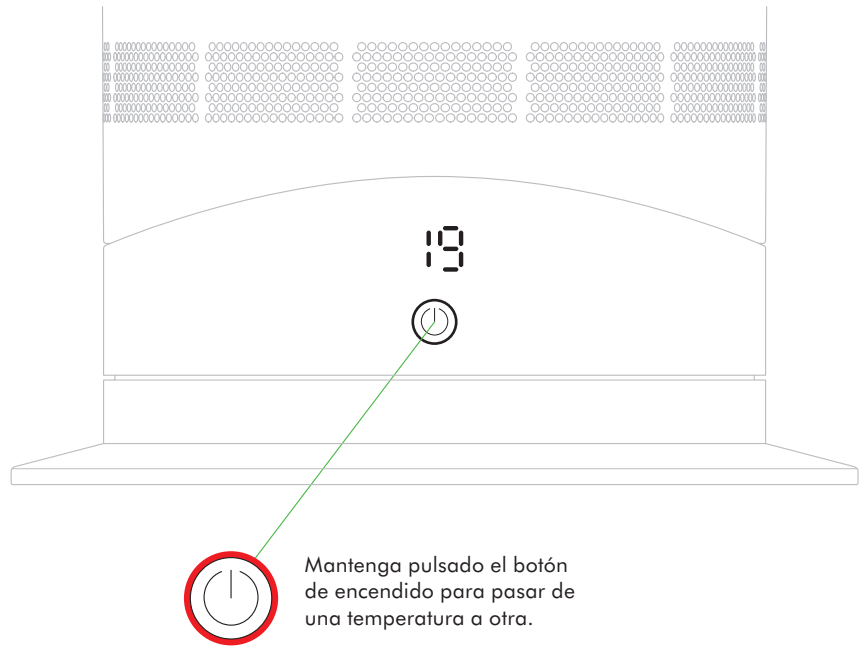 19
Mantenga pulsado el botón
de encendido para pasar de
una temperatura a otra.